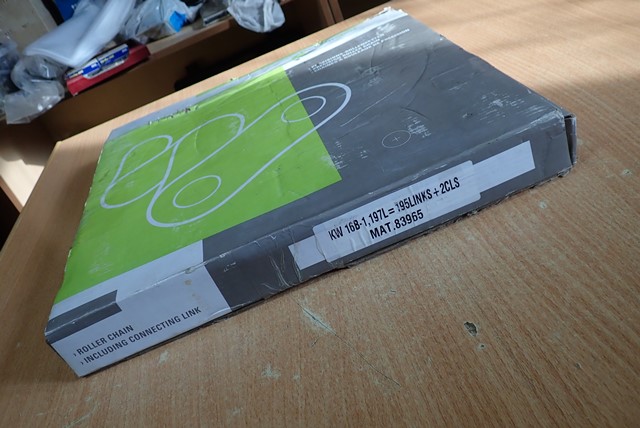 KW 16B-1,197L= 195LINKS + 2CLS
MAT.83965
› ROLLER CHAIN
› INCLUDING CONNECTING LINK